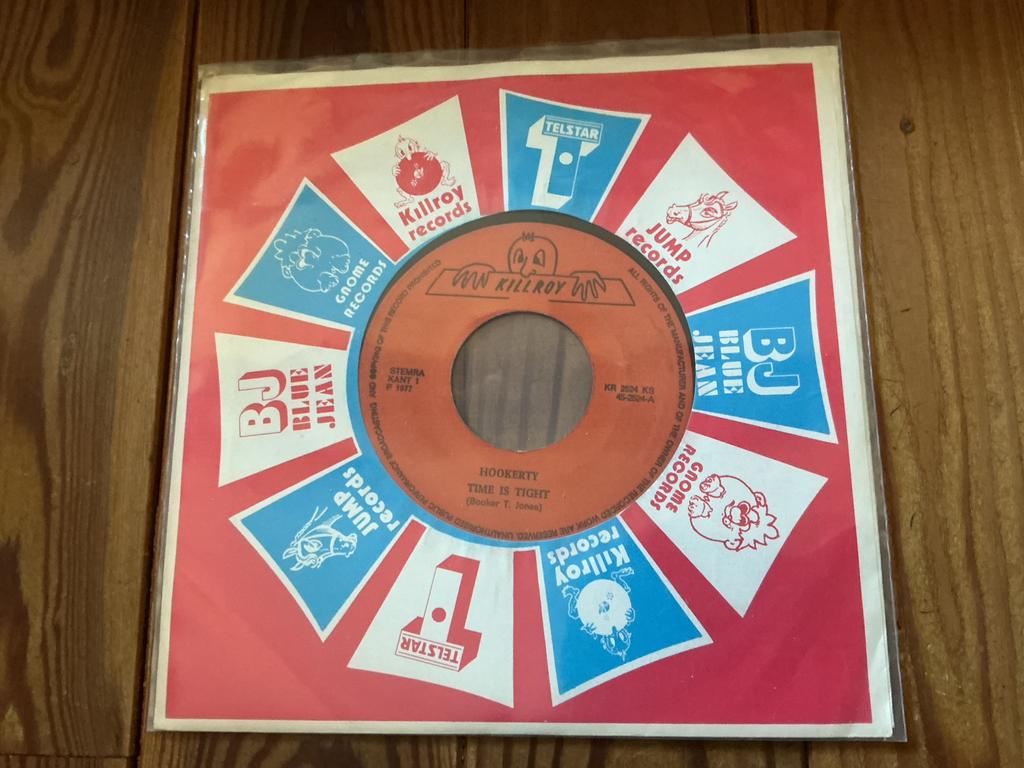 TELSTAR
T
Killroy
records
JUMP
records
GNOME
RECORDS
BJ
BLUE
JEAN
BJ
BLUE
JEAN
KILLROY
ALL RIGHTS OF THE MANUFACTURER AND OF THE OWNER OF THE RECORDED WORK ARE RESERVED. UNAUTHORISED PUBLIC PERFORMANCE BROADCASTING AND COPYING OF THIS RECORD PROHIBITED
STEMRA
KANT 1
P 1977
KR 2524 KS
45-2524-A
HOOKERTY
TIME IS TIGHT
(Booker T. Jones)
JUMP
records
GNOME
RECORDS
T
TELSTAR
Killroy
records